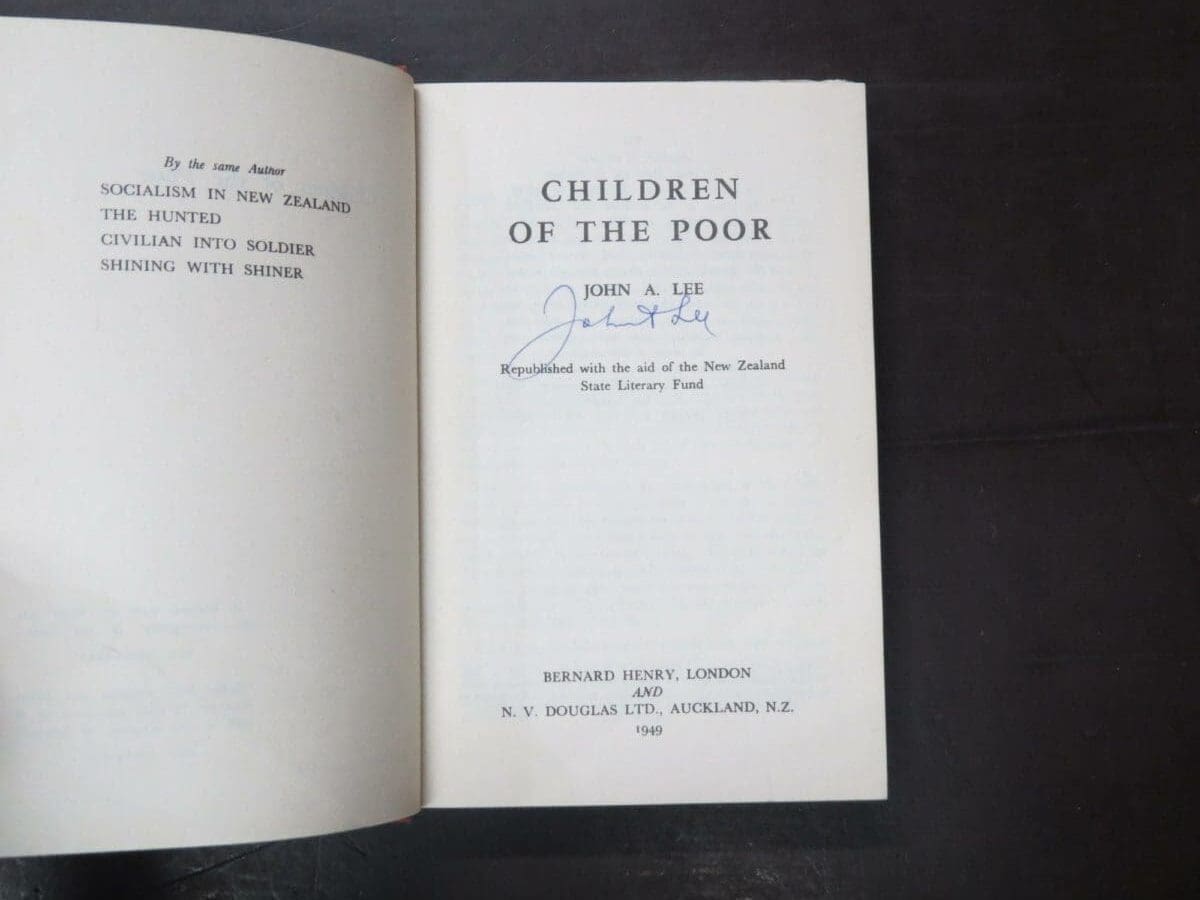 By the same Author
SOCIALISM IN NEW ZEALAND
THE HUNTED
CIVILIAN INTO SOLDIER
SHINING WITH SHINER
CHILDREN
OF THE POOR
JOHN A. LEE
John A Lee
Republished with the aid of the New Zealand
State Literary Fund
BERNARD HENRY, LONDON
AND
N. V. DOUGLAS LTD., AUCKLAND, N.Z.
1949